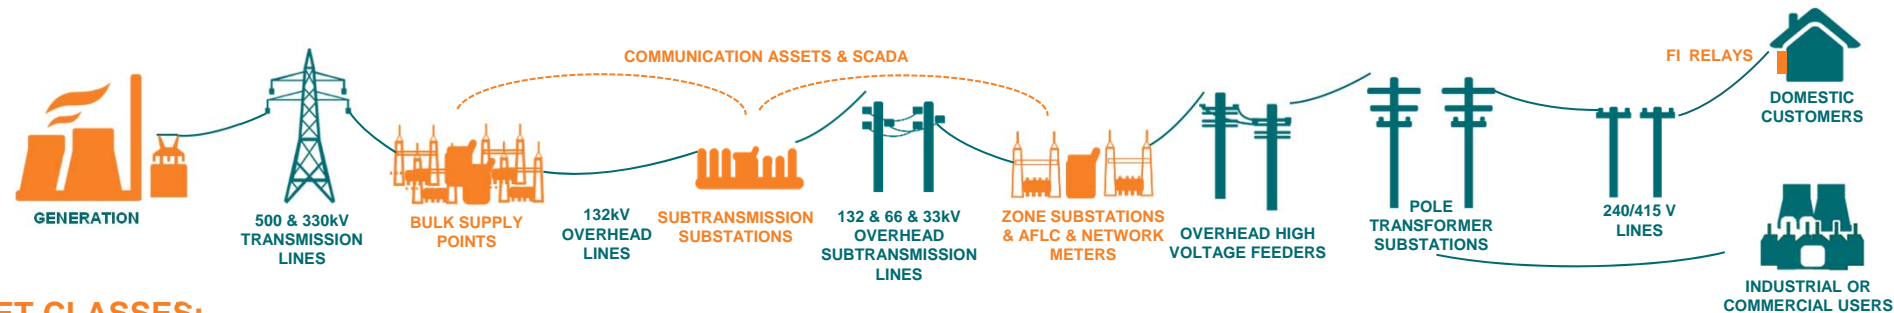 COMMUNICATION ASSETS & SCADA
FI RELAYS
GENERATION
500 & 330kV
TRANSMISSION
LINES
BULK SUPPLY
POINTS
132kV
OVERHEAD
LINES
SUBTRANSMISSION
SUBSTATIONS
132 & 66 & 33kV
OVERHEAD
SUBTRANSMISSION
LINES
ZONE SUBSTATIONS
& AFLC & NETWORK
METERS
OVERHEAD HIGH
VOLTAGE FEEDERS
POLE
TRANSFORMER
SUBSTATIONS
240/415 V
LINES
DOMESTIC
CUSTOMERS
INDUSTRIAL OR
COMMERCIAL USERS
CLASSES: